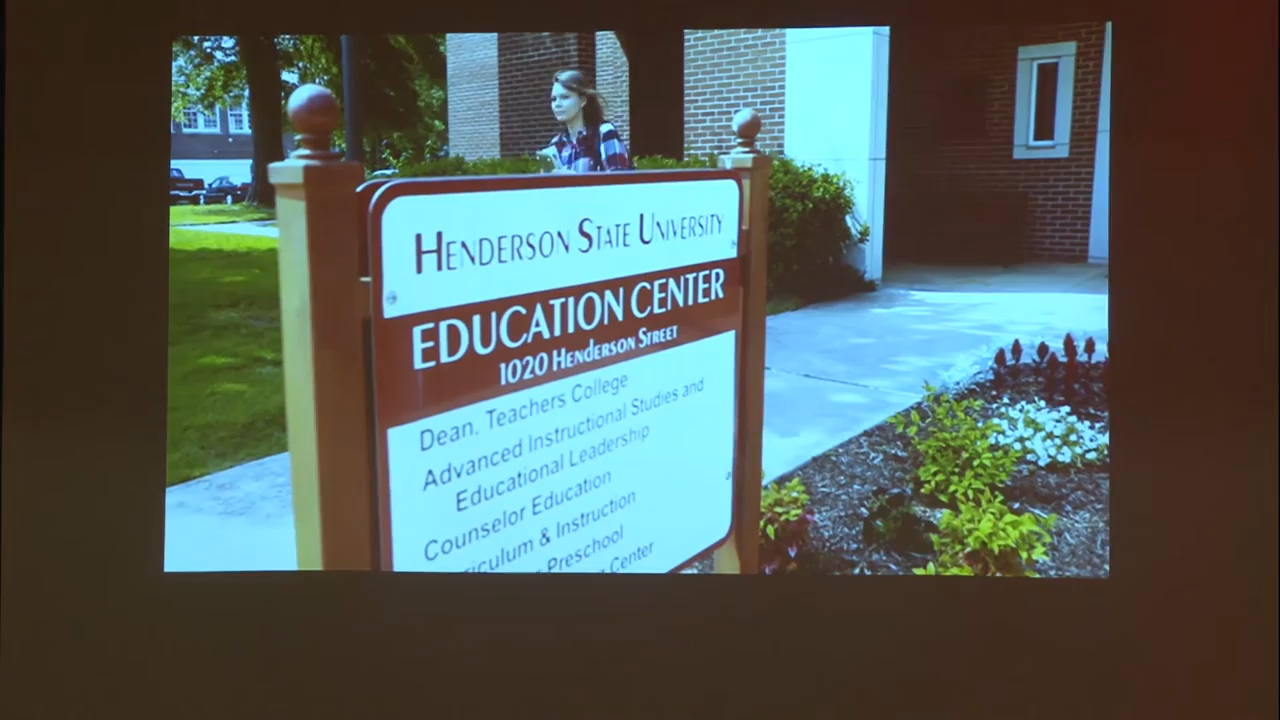 HENDERSON STATE UNIVERSITY
EDUCATION CENTER
1020 HENDERSON STREET
Dean, Teachers College
Advanced Instructional Studies and
Educational Leadership
Counselor Education
& Instruction
Preschool
Center